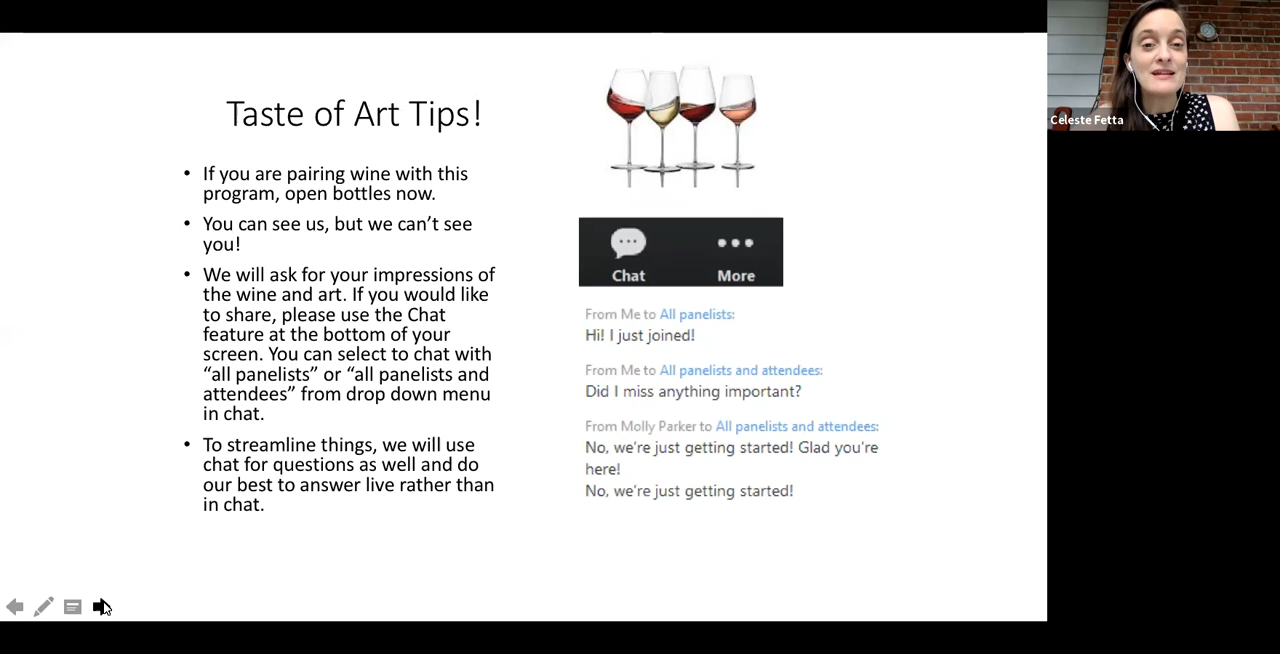 Taste of Art Tips!
• If you are pairing wine with this
program, open bottles now.
• You can see us, but we can’t see
you!
• We will ask for your impressions of
the wine and art. If you would like
to share, please use the Chat
feature at the bottom of your
screen. You can select to chat with
“all panelists” or “all panelists and
attendees” from drop down menu
in chat.
• To streamline things, we will use
chat for questions as well and do
our best to answer live rather than
in chat.
Chat
More
From Me to All panelists:
Hi! I just joined!
From Me to All panelists and attendees:
Did I miss anything important?
From Molly Parker to All panelists and attendees:
No, we’re just getting started! Glad you’re
here!
No, we’re just getting started!
Celeste Fetta